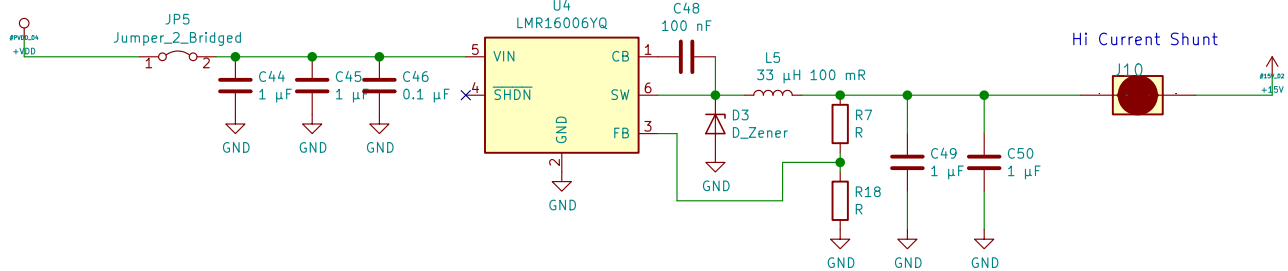 #PVDD_D4
+VDD
JP5
Jumper_2_Bridged
1
2
C44
1 µF
C45
1 µF
C46
0.1 µF
U4
LMR16006YQ
5
VIN
4
SHDN
GND
2
CB
1
SW
6
FB
3
C48
100 nF
L5
33 µH 100 mR
D3
D_Zener
R7
R
R18
R
C49
1 µF
C50
1 µF
Hi Current Shunt
J10
+15V
GND
GND
GND
GND
GND
GND
GND
GND